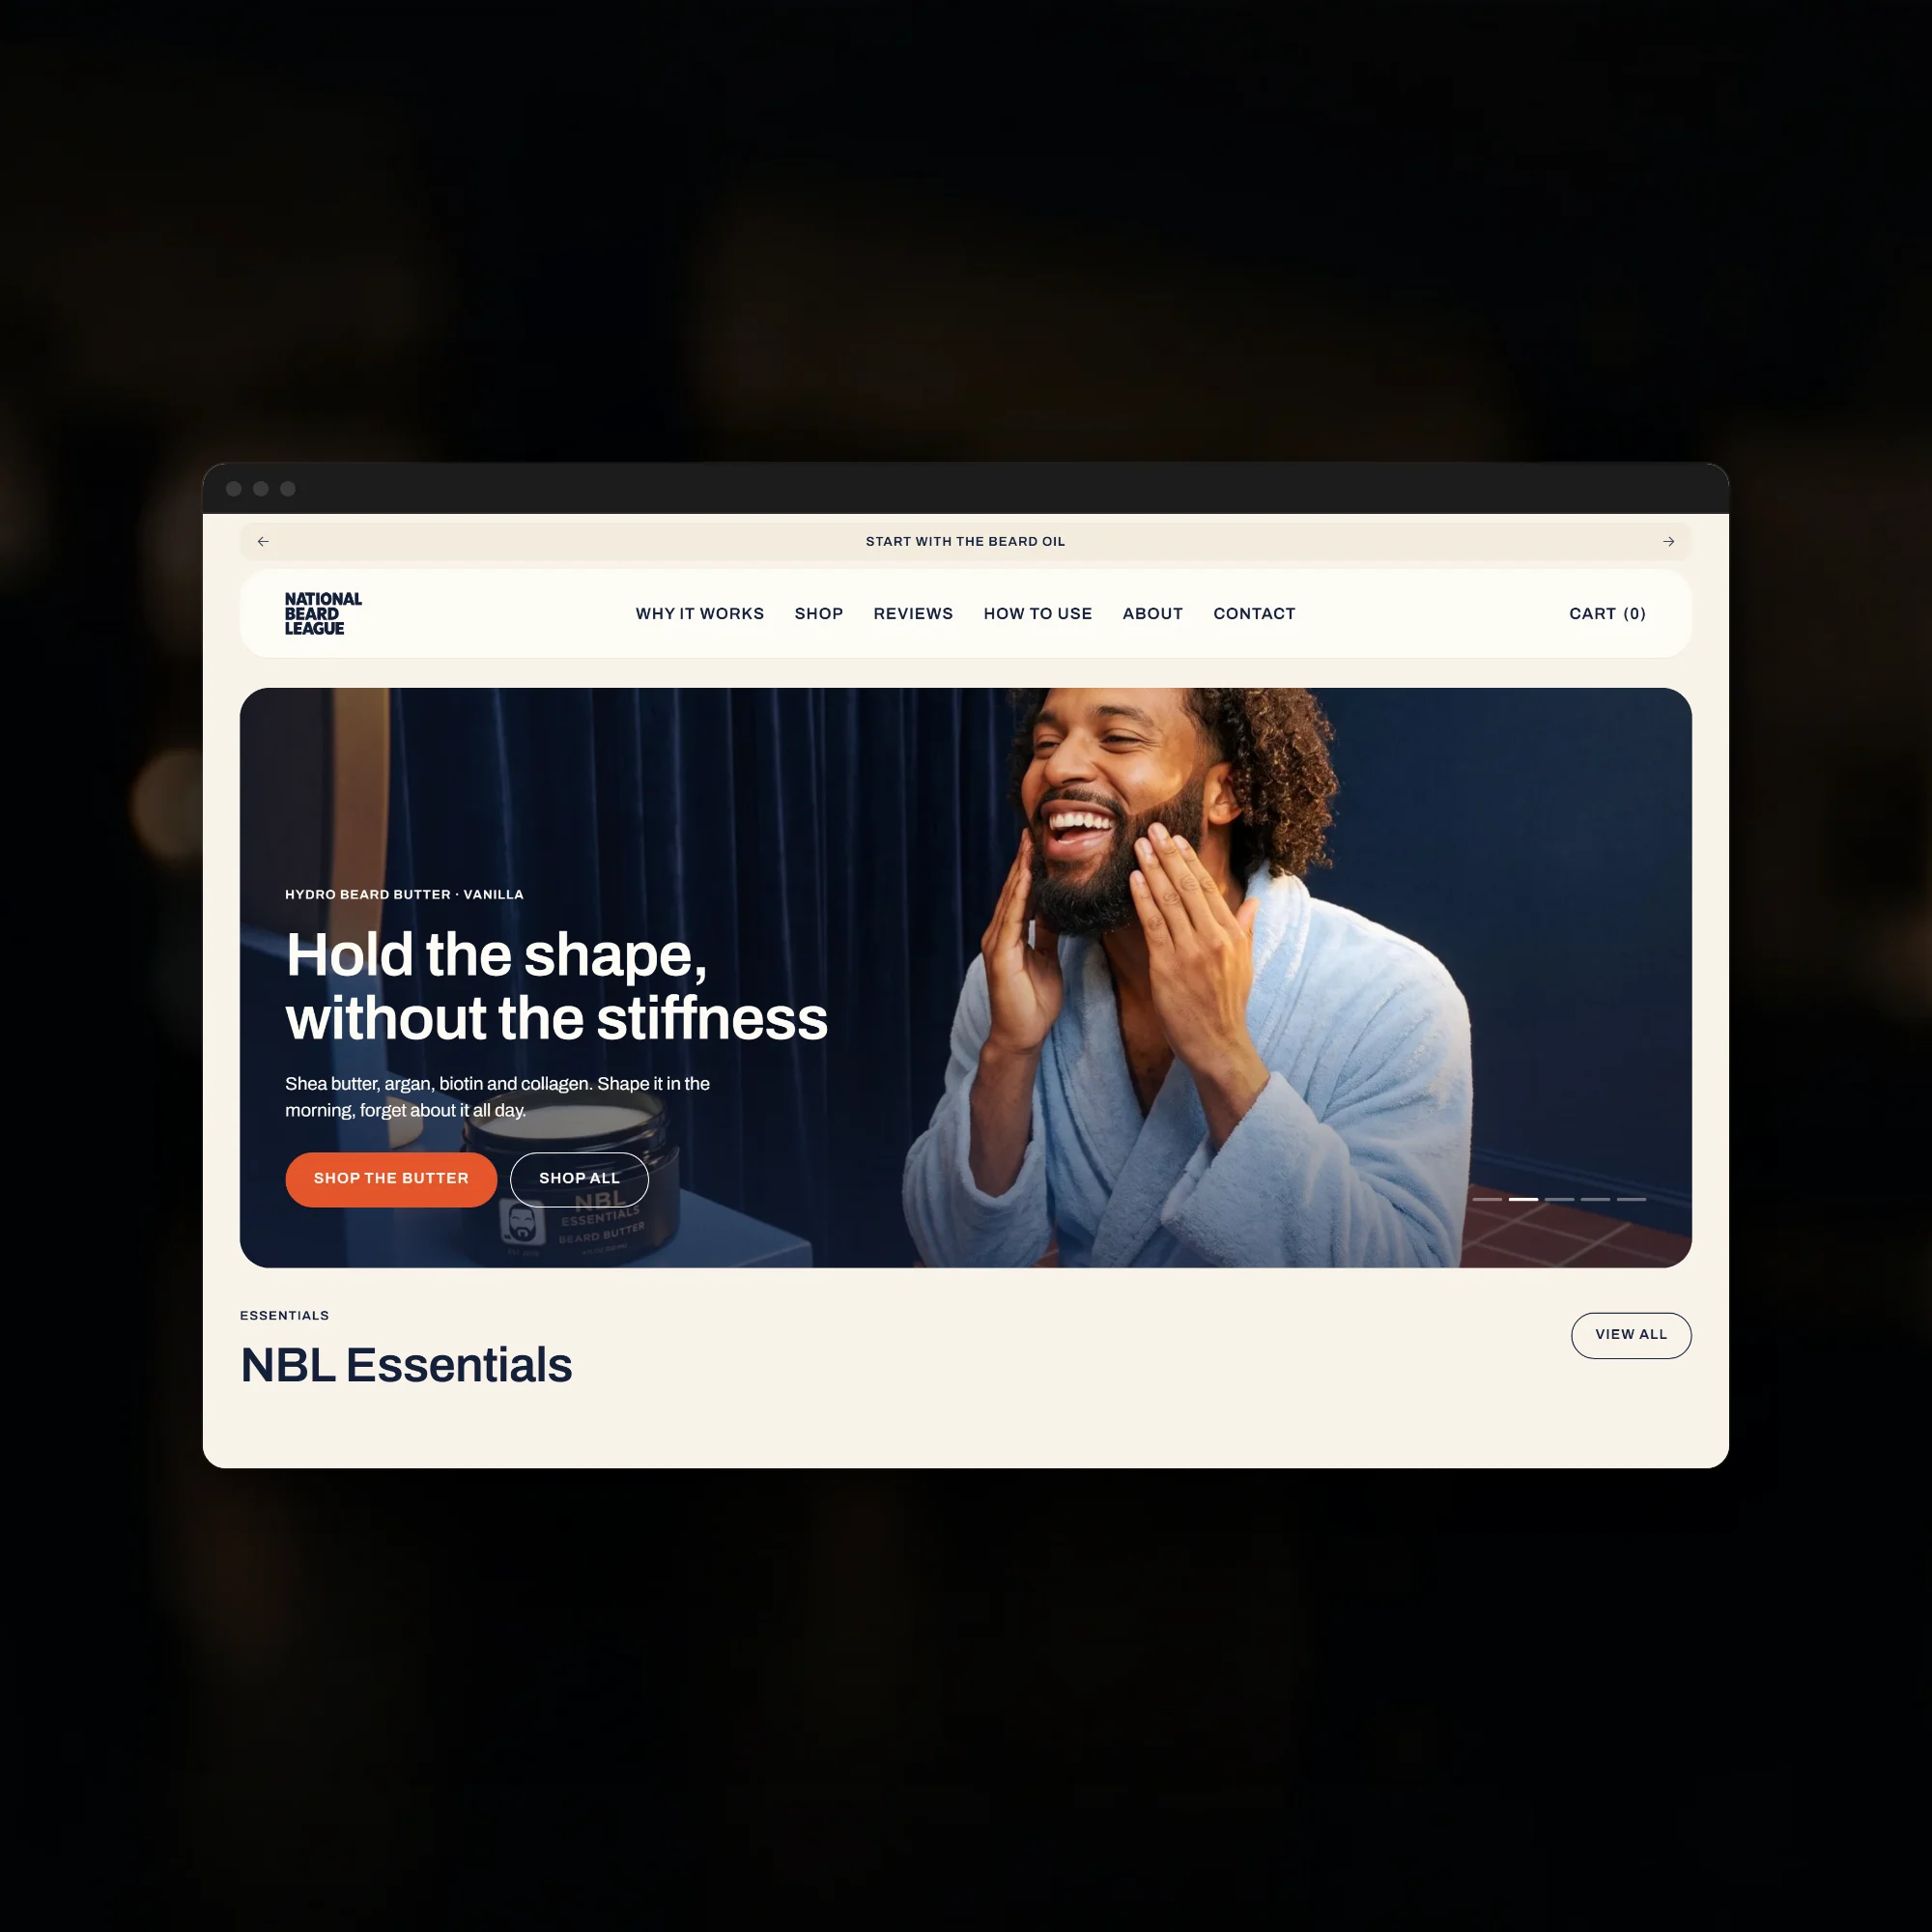 START WITH THE BEARD OIL
NATIONAL
BEARD
LEAGUE
WHY IT WORKS
SHOP
REVIEWS
HOW TO USE
ABOUT
CONTACT
CART (0)
HYDRO BEARD BUTTER · VANILLA
Hold the shape,
without the stiffness
Shea butter, argan, biotin and collagen. Shape it in the
morning, forget about it all day.
SHOP THE BUTTER
SHOP ALL
NBL
ESSENTIALS
BEARD BUTTER
ESSENTIALS
NBL Essentials
VIEW ALL